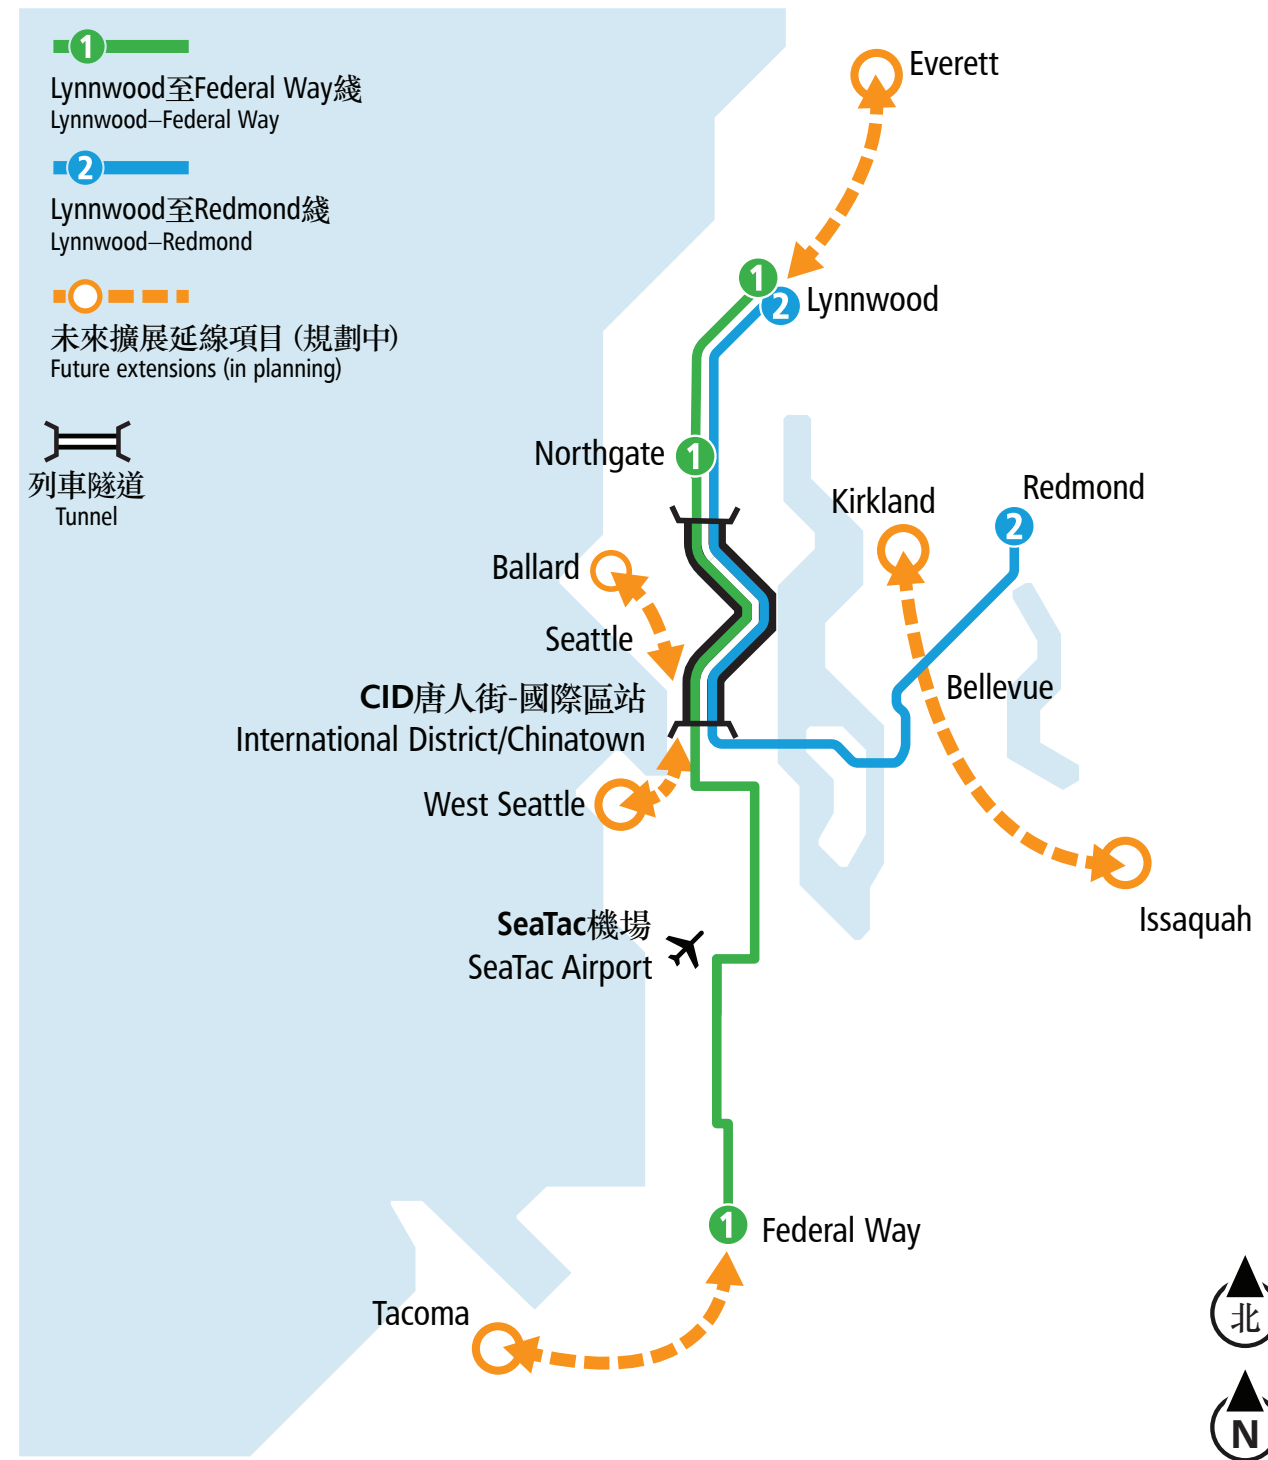 1
Lynnwood至Federal Way綫
Lynnwood–Federal Way
2
Lynnwood至Redmond綫
Lynnwood–Redmond
未來擴展延線項目 (規劃中)
Future extensions (in planning)
列車隧道
Tunnel
Everett
1
2
Lynnwood
Northgate
1
Kirkland
Redmond
2
Ballard
Seattle
Bellevue
CID唐人街-國際區站
International District/Chinatown
West Seattle
Issaquah
SeaTac機場
SeaTac Airport
1
Federal Way
Tacoma
北
N